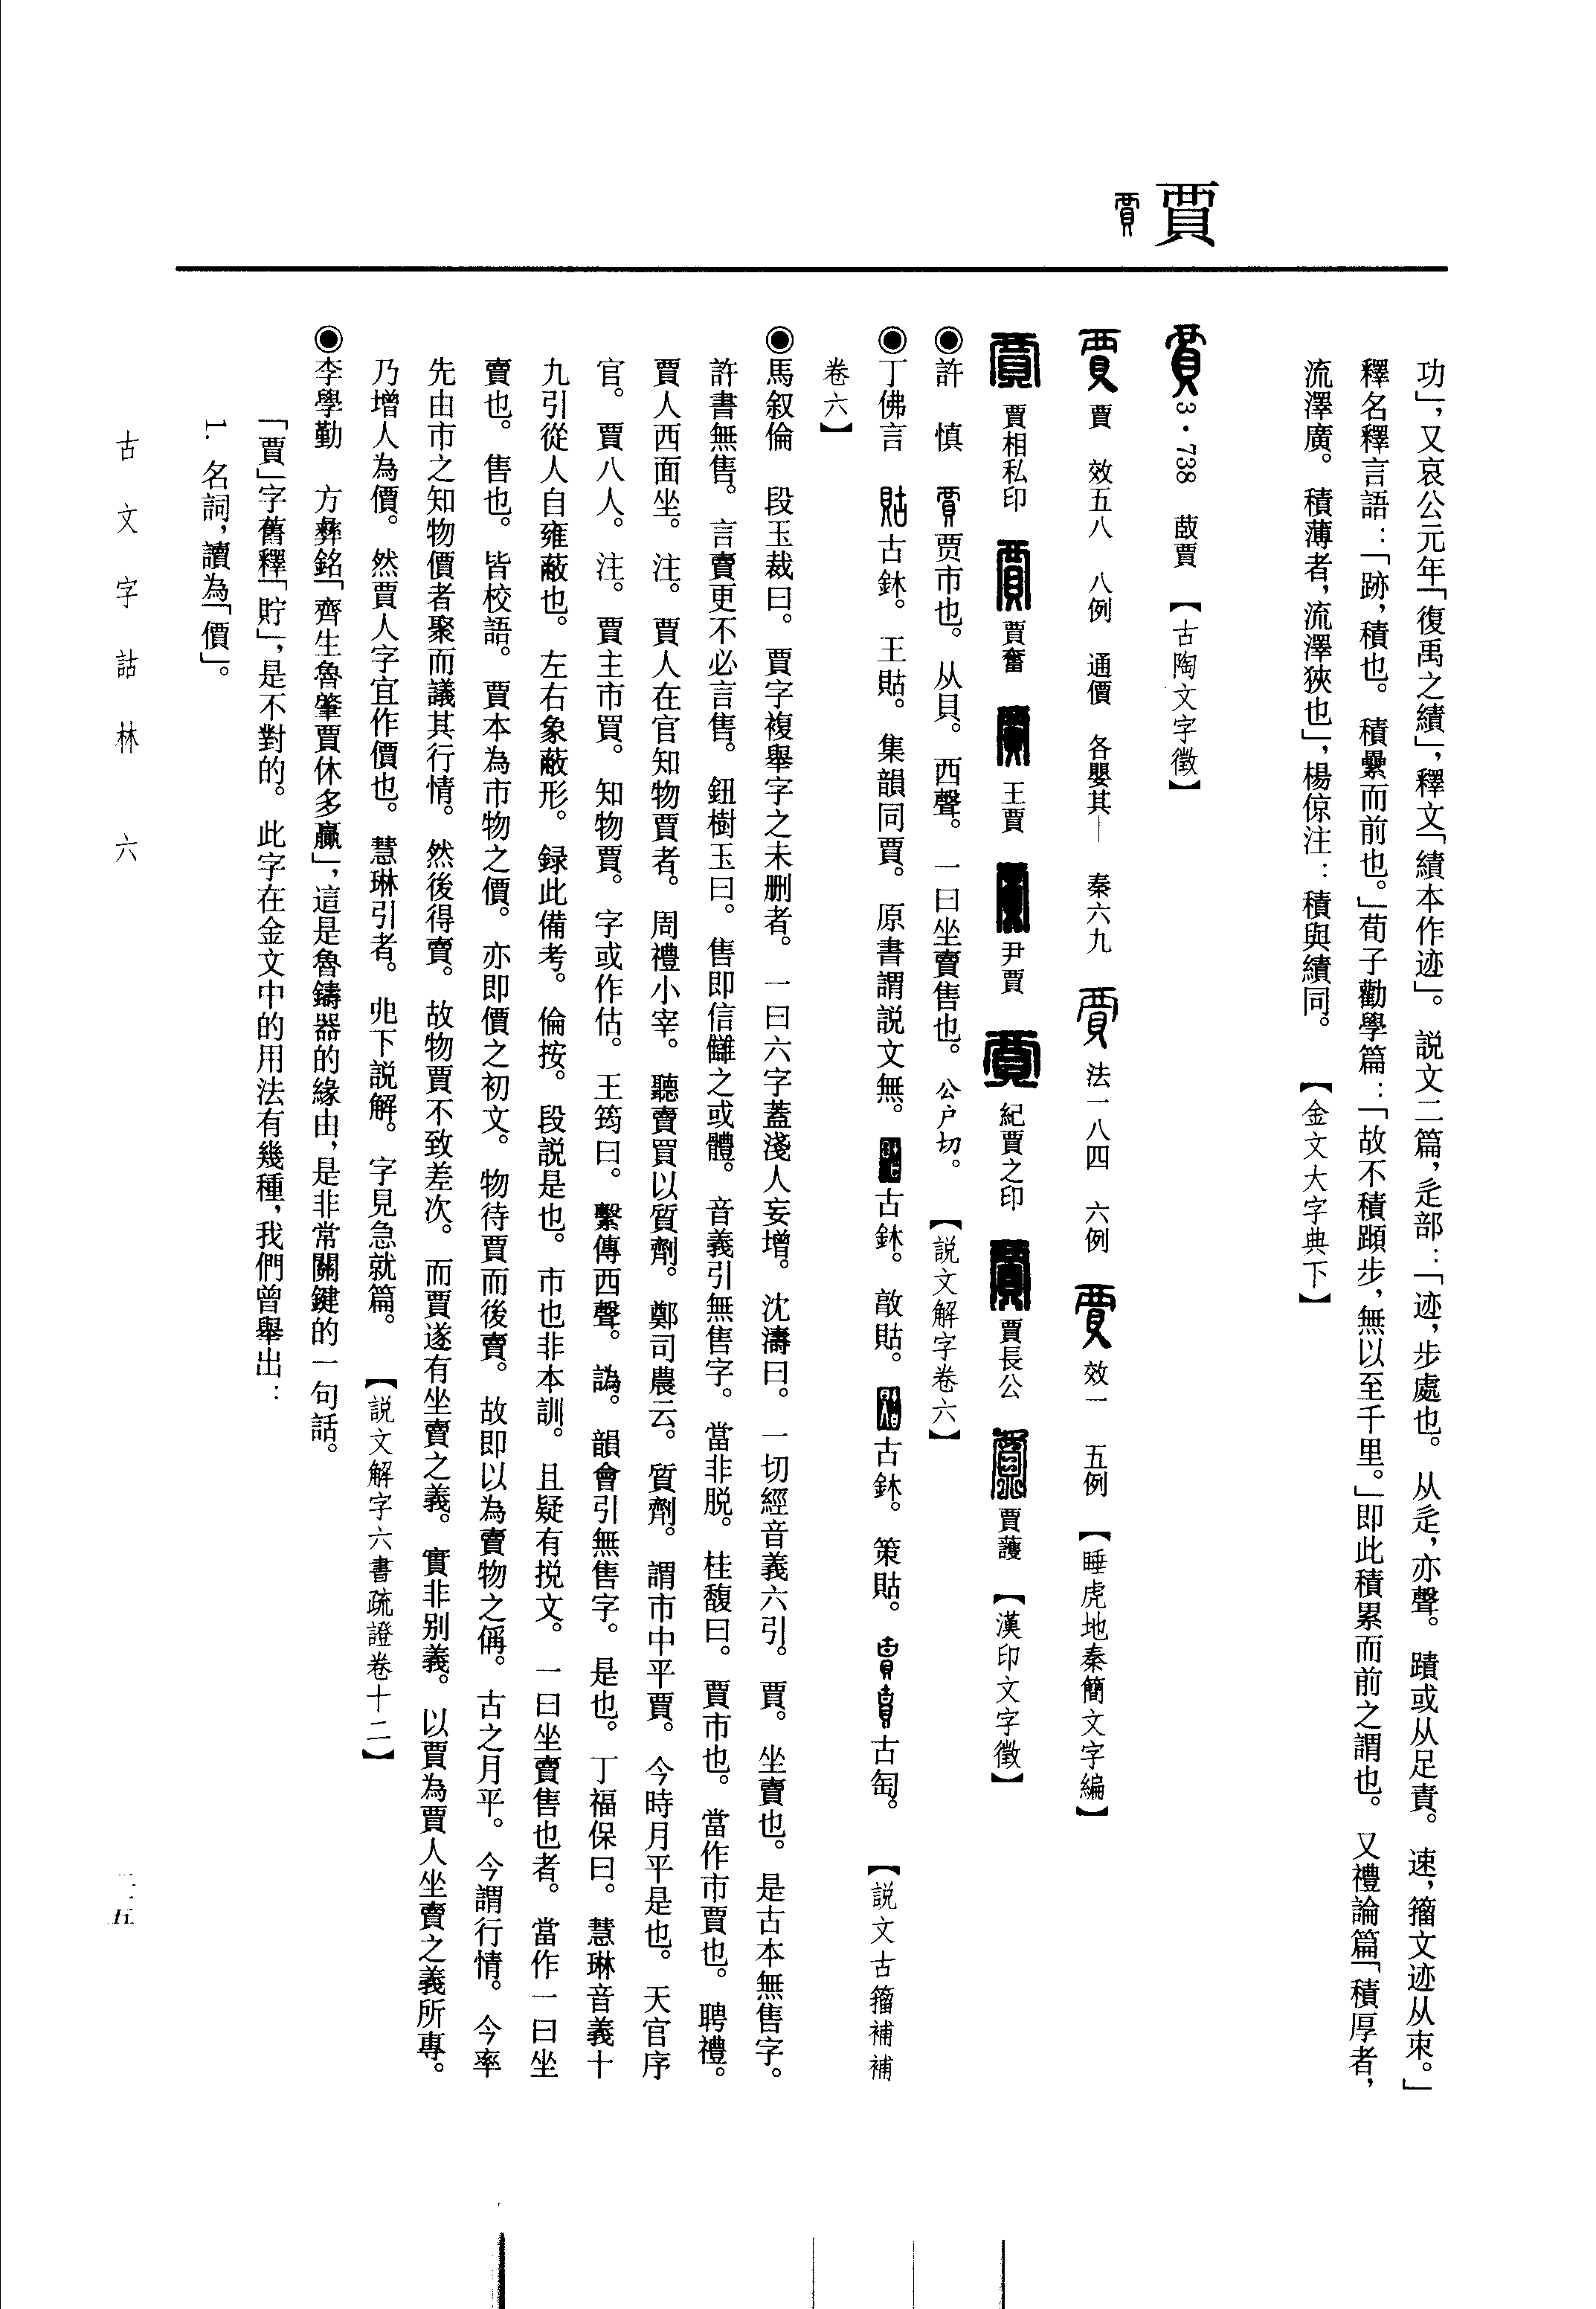 賈
功」，又哀公元年「復禹之績」，釋文「績本作迹」。説文二篇，辵部：「迹，步處也。从辵，亦聲。蹟或从足責。速，籀文迹从朿。」
釋名釋言語：「跡，積也。積纍而前也。」荀子勸學篇：「故不積蹞步，無以至千里。」即此積累而前之謂也。又禮論篇「積厚者，
流澤廣。積薄者，流澤狹也」，楊倞注：積與績同。　【金文大字典下】
3·738　㪣賈　【古陶文字徵】
賈　效五八　八例　通價　各嬰其—　秦六九　法一八四　六例　效一　五例　【睡虎地秦簡文字編】
賈相私印　賈奮　王賈　尹賈　紀賈之印　賈長公　賈護　【漢印文字徵】
◉許　慎　賈市也。从貝。西聲。一曰坐賣售也。公户切。　【説文解字卷六】
◉丁佛言　古鉥。王貼。集韻同賈。原書謂説文無。古鉥。敔貼。古鉥。策貼。古匋。　【説文古籀補補
卷六】
◉馬叙倫　段玉裁曰。賈字複舉字之未删者。一曰六字蓋淺人妄增。沈濤曰。一切經音義六引。賈。坐賣也。是古本無售字。
許書無售。言賣更不必言售。鈕樹玉曰。售即信讎之或體。音義引無售字。當非脱。桂馥曰。賈市也。當作市賈也。聘禮。
賈人西面坐。注。賈人在官知物賈者。周禮小宰。聽賣買以質劑。鄭司農云。質劑。謂市中平賈。今時月平是也。天官序
官。賈八人。注。賈主市買。知物賈。字或作估。王筠曰。繫傳西聲。譌。韻會引無售字。是也。丁福保曰。慧琳音義十
九引從人自雍蔽也。左右象蔽形。録此備考。倫按。段説是也。市也非本訓。且疑有挩文。一曰坐賣售也者。當作一曰坐
賣也。售也。皆校語。賈本為市物之價。亦即價之初文。物待賈而後賣。故即以為賣物之偁。古之月平。今謂行情。今率
先由市之知物價者聚而議其行情。然後得賣。故物賈不致差次。而賈遂有坐賣之義。實非别義。以賈為賈人坐賣之義所專。
乃增人為價。然賈人字宜作價也。慧琳引者。兆下説解。字見急就篇。　【説文解字六書疏證卷十二】
◉李學勤　方彝銘「齊生魯肇賈休多贏」，這是魯鑄器的緣由，是非常關鍵的一句話。
「賈」字舊釋「貯」，是不對的。此字在金文中的用法有幾種，我們曾舉出：
1. 名詞，讀為「價」。
古文字詁林　六